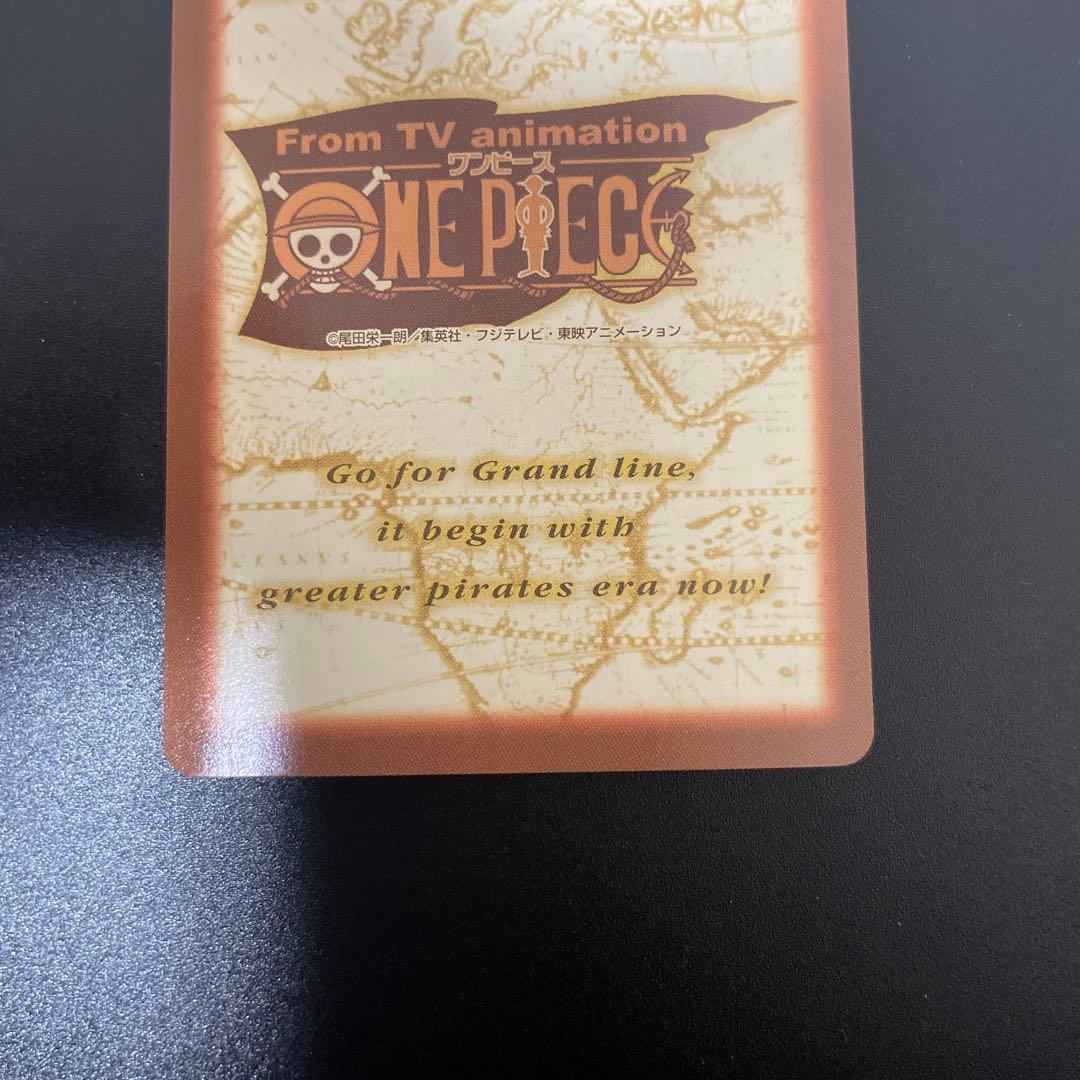 From TV animation
ワンピース
ONE PIECE
©尾田栄一朗／集英社・フジテレビ・東映アニメーション
Go for Grand line,
it begin with
OCEANVS
greater pirates era now!